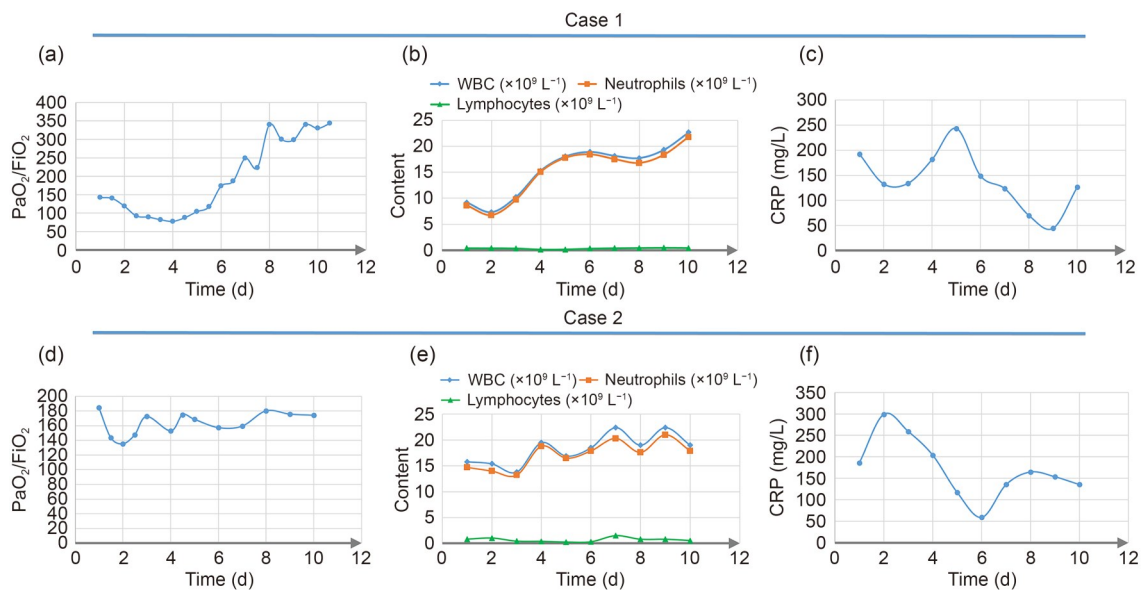 Case 1
(a)
PaO₂/FiO₂
400
350
300
250
200
150
100
50
0
0 2 4 6 8 10 12
Time (d)
(b)
WBC (×10⁹ L⁻¹) Neutrophils (×10⁹ L⁻¹)
Lymphocytes (×10⁹ L⁻¹)
Content
25
20
15
10
5
0
0 2 4 6 8 10 12
Time (d)
(c)
CRP (mg/L)
300
250
200
150
100
50
0
0 2 4 6 8 10 12
Time (d)
Case 2
(d)
PaO₂/FiO₂
200
180
160
140
120
100
80
60
40
20
0
0 2 4 6 8 10 12
Time (d)
(e)
WBC (×10⁹ L⁻¹) Neutrophils (×10⁹ L⁻¹)
Lymphocytes (×10⁹ L⁻¹)
Content
25
20
15
10
5
0
0 2 4 6 8 10 12
Time (d)
(f)
CRP (mg/L)
350
300
250
200
150
100
50
0
0 2 4 6 8 10 12
Time (d)